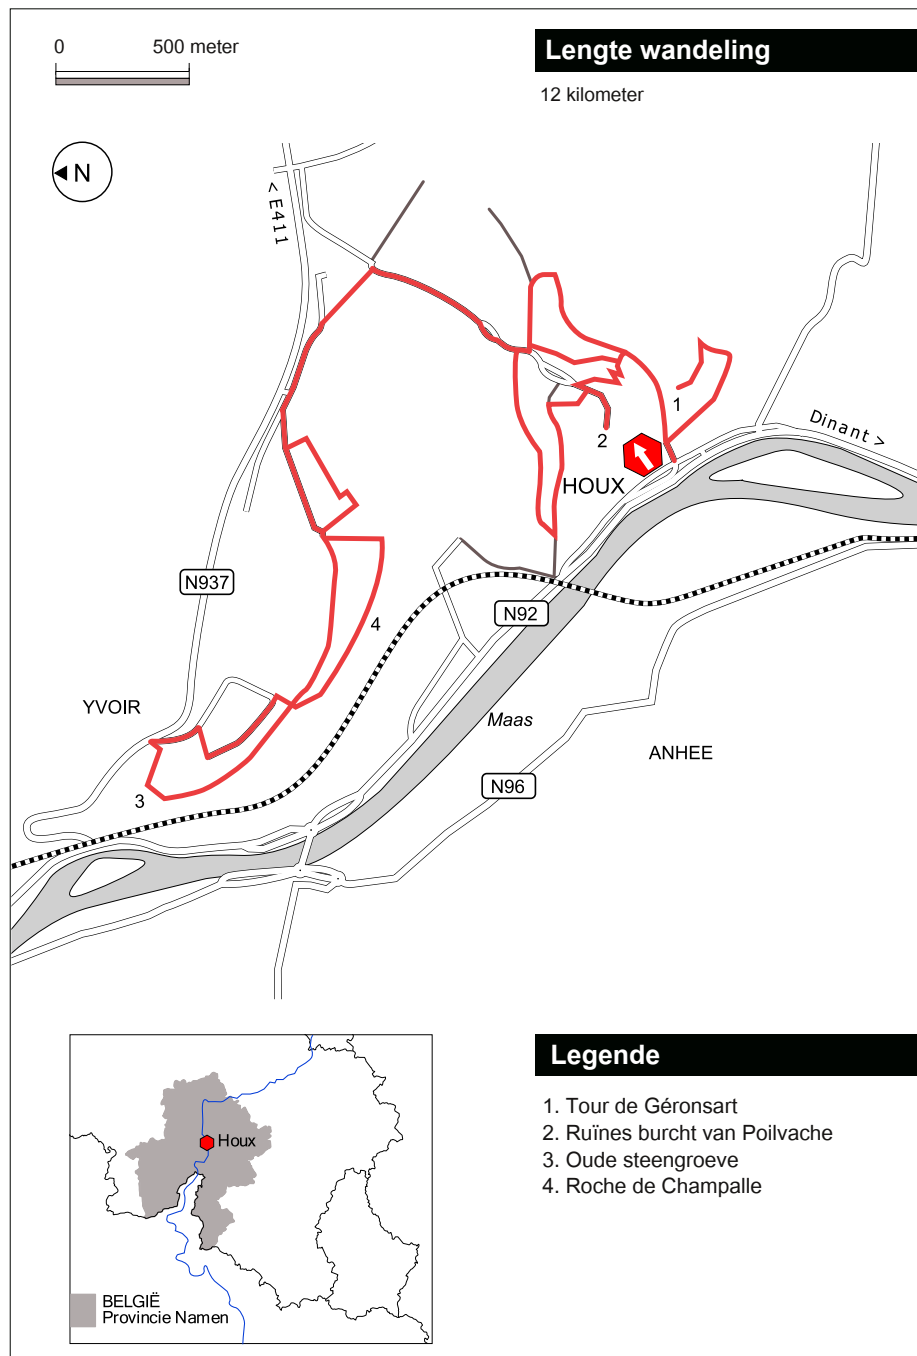 0 500 meter
Lengte wandeling
12 kilometer
N
< E411
1
Dinant >
2
HOUX
N937
N92
4
YVOIR
Maas
ANHEE
N96
3
Houx
BELGIË
Provincie Namen
Legende
1. Tour de Géronsart
2. Ruïnes burcht van Poilvache
3. Oude steengroeve
4. Roche de Champalle